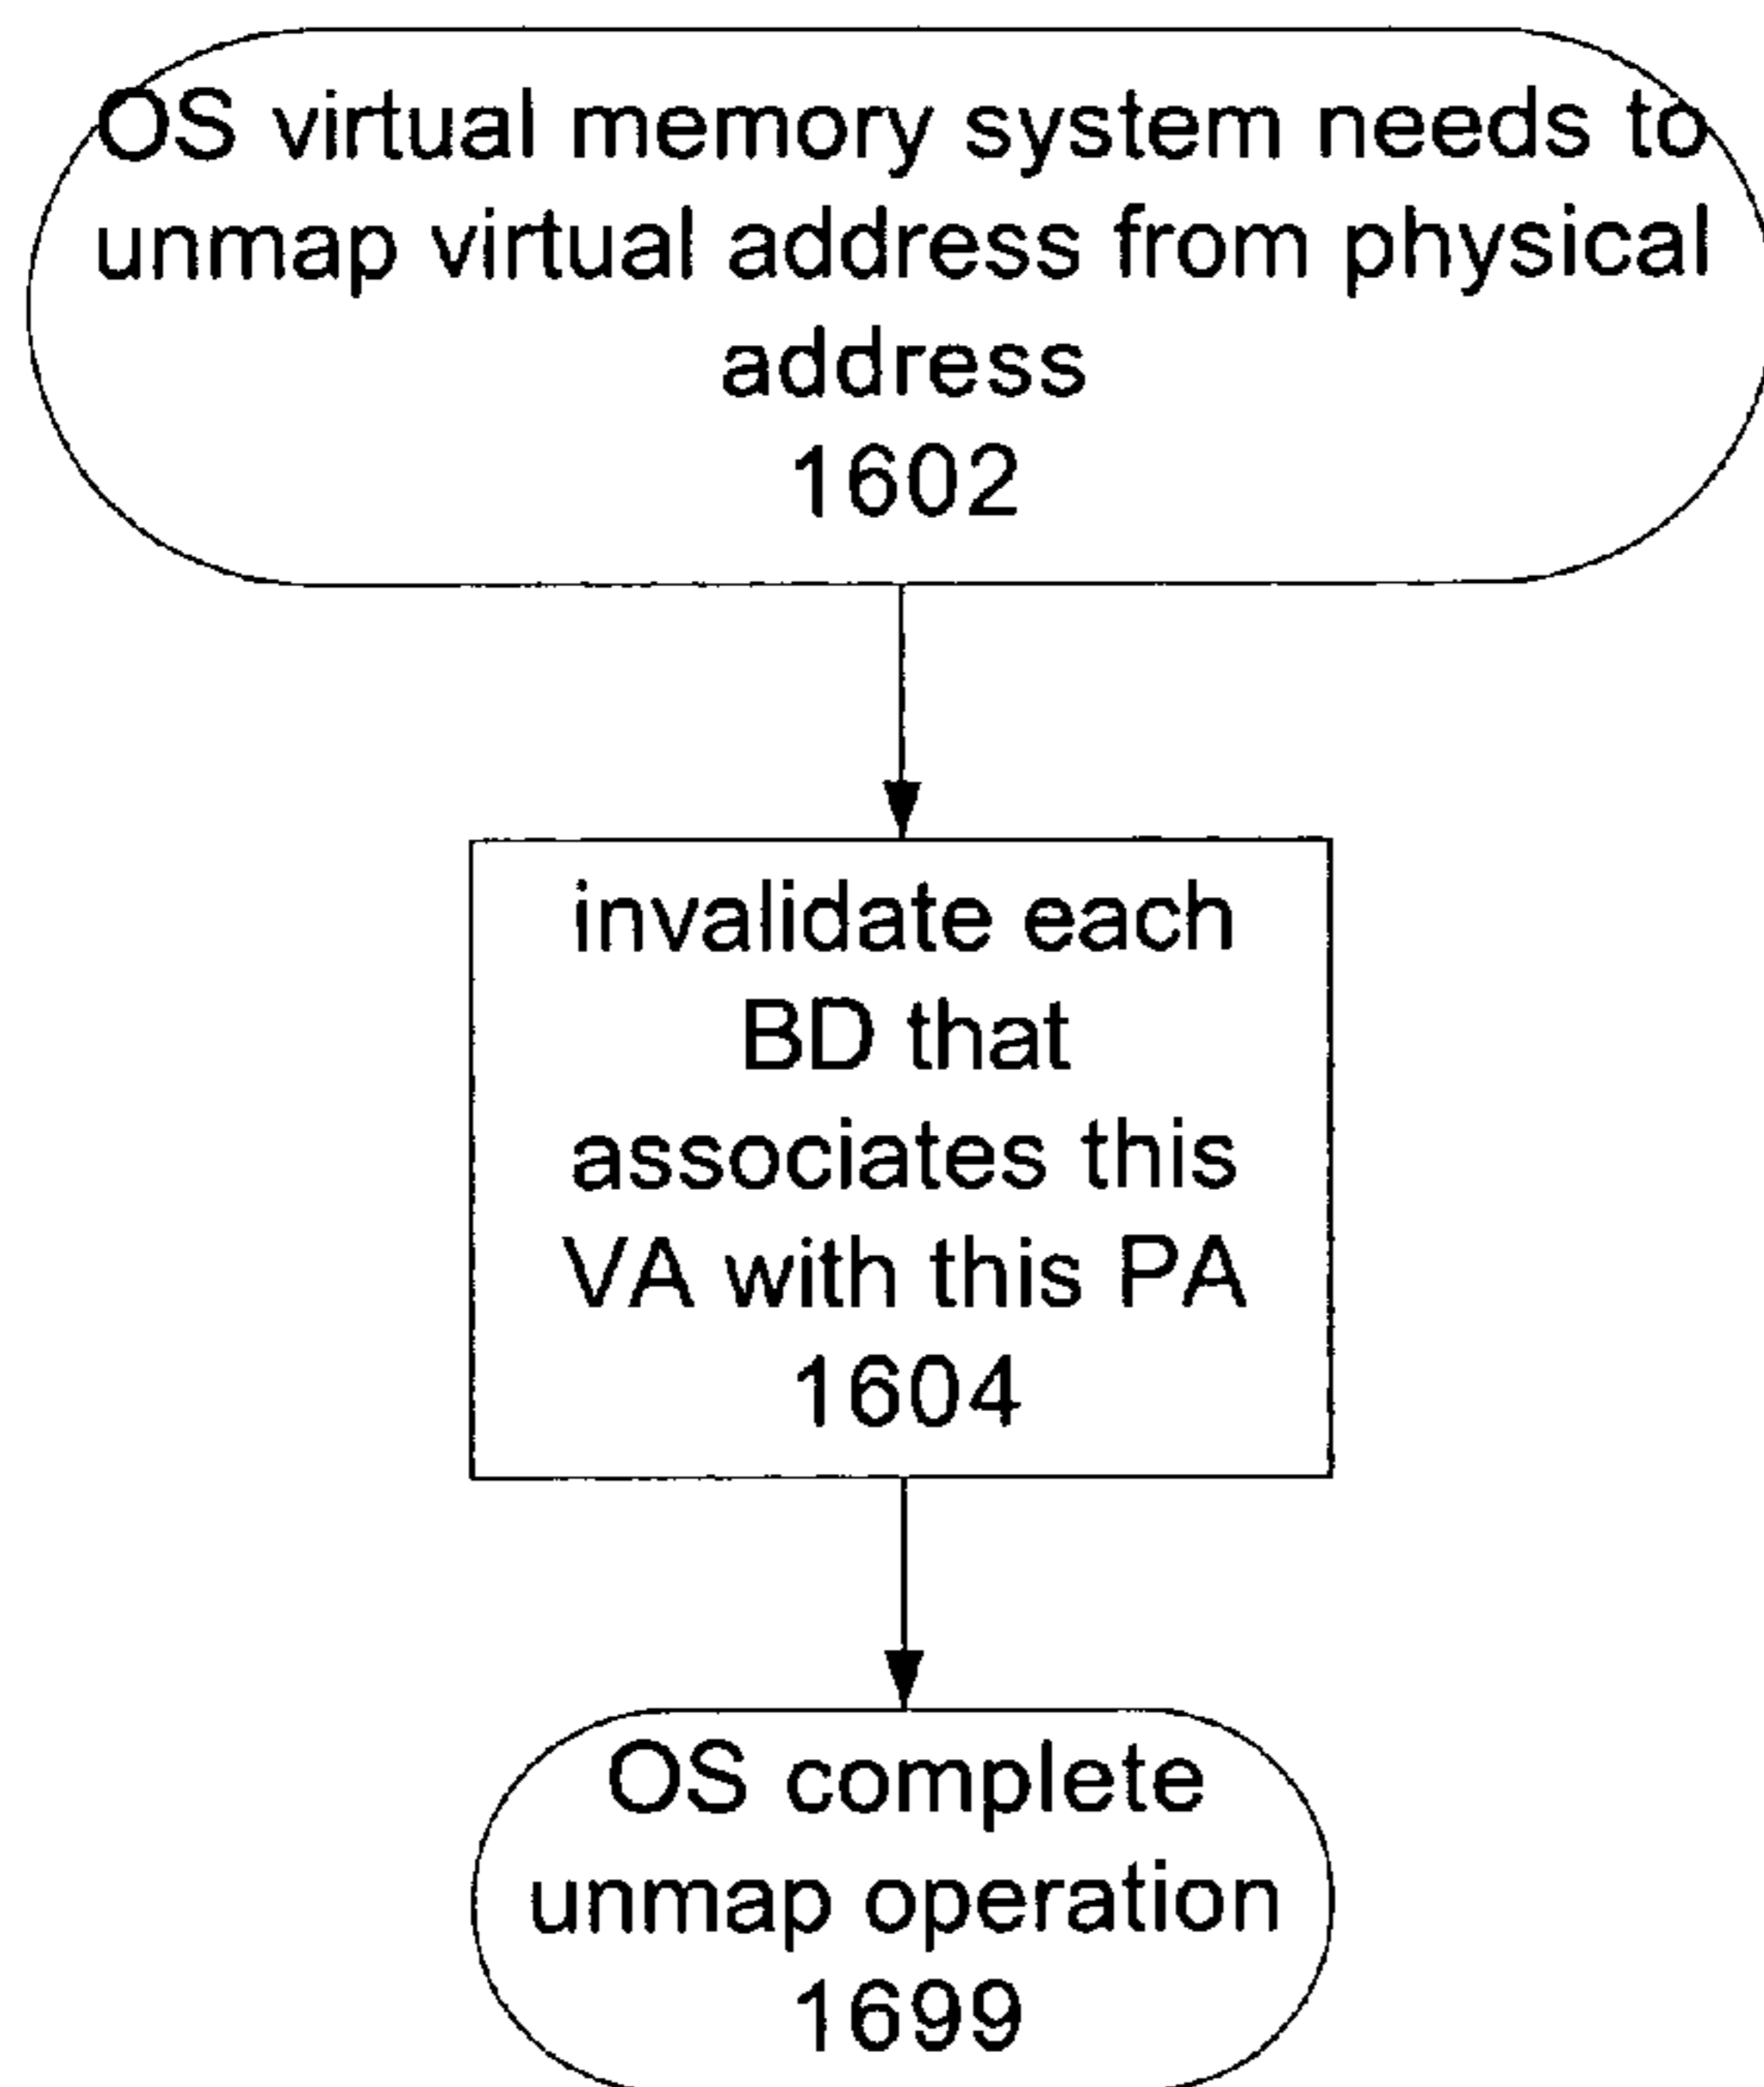 OS virtual memory system needs to
unmap virtual address from physical
address
1602
invalidate each
BD that
associates this
VA with this PA
1604
OS complete
unmap operation
1699